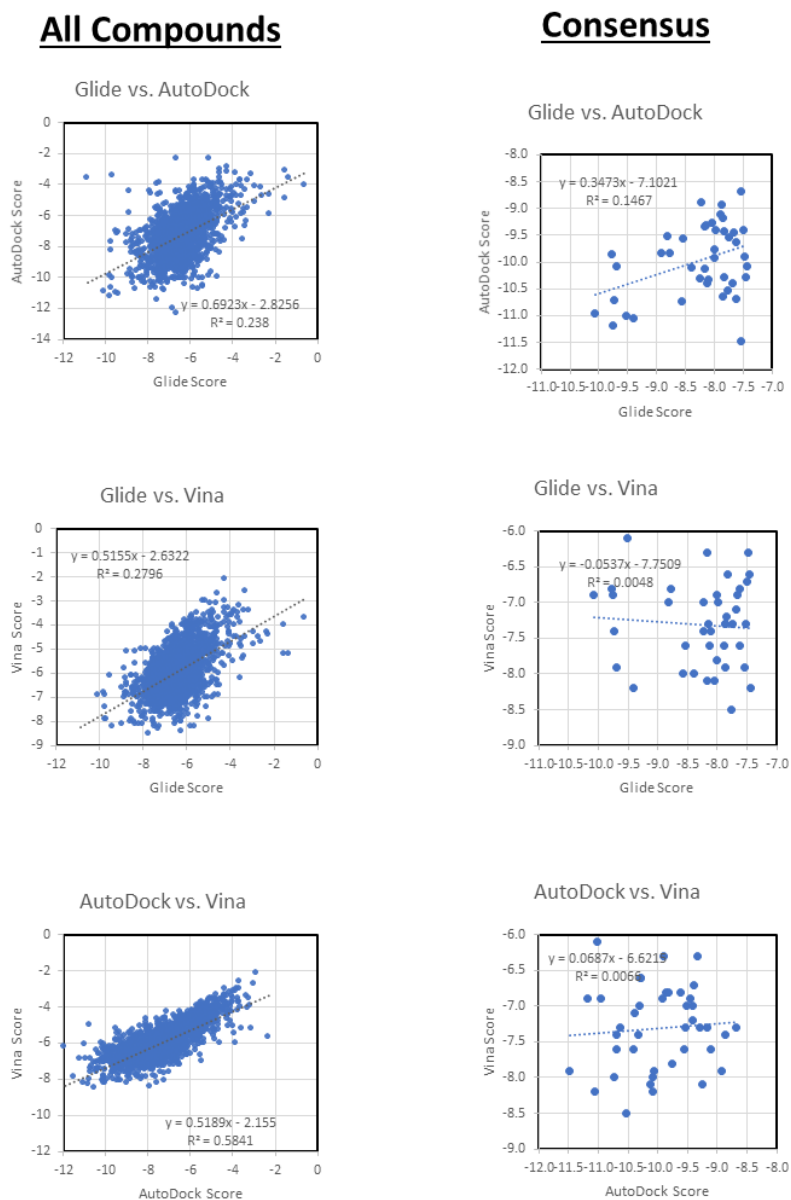 All Compounds
Consensus
Glide vs. AutoDock
0
-2
-4
-6
-8
-10
-12
-14
AutoDock Score
y = 0.6923x - 2.8256
R² = 0.238
-12 -10 -8 -6 -4 -2 0
Glide Score
Glide vs. AutoDock
-8.0
-8.5
-9.0
-9.5
-10.0
-10.5
-11.0
-11.5
-12.0
AutoDock Score
y = 0.3473x - 7.1021
R² = 0.1467
-11.0 -10.5 -10.0 -9.5 -9.0 -8.5 -8.0 -7.5 -7.0
Glide Score
Glide vs. Vina
0
-1
-2
-3
-4
-5
-6
-7
-8
-9
Vina Score
y = 0.5155x - 2.6322
R² = 0.2796
-12 -10 -8 -6 -4 -2 0
Glide Score
Glide vs. Vina
-6.0
-6.5
-7.0
-7.5
-8.0
-8.5
-9.0
Vina Score
y = -0.0537x - 7.7509
R² = 0.0048
-11.0 -10.5 -10.0 -9.5 -9.0 -8.5 -8.0 -7.5 -7.0
Glide Score
AutoDock vs. Vina
0
-2
-4
-6
-8
-10
-12
Vina Score
y = 0.5189x - 2.155
R² = 0.5841
-12 -10 -8 -6 -4 -2 0
AutoDock Score
AutoDock vs. Vina
-6.0
-6.5
-7.0
-7.5
-8.0
-8.5
-9.0
Vina Score
y = 0.0687x - 6.6213
R² = 0.0066
-12.0 -11.5 -11.0 -10.5 -10.0 -9.5 -9.0 -8.5 -8.0
AutoDock Score